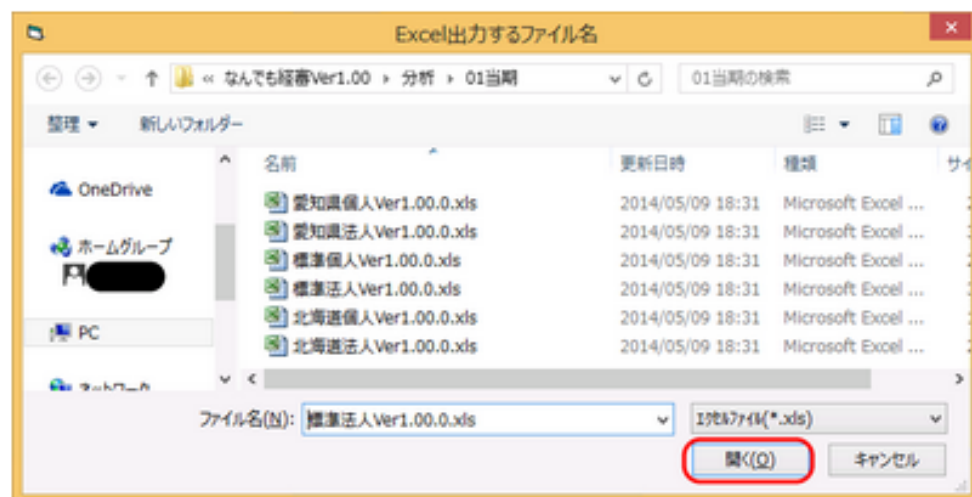 Excel出力するファイル名
« なんでも経審Ver1.00 › 分析 › 01当期
01当期の検索
整理
新しいフォルダー
名前 更新日時 種類 サイ
OneDrive
愛知県個人Ver1.00.0.xls 2014/05/09 18:31 Microsoft Excel ...
愛知県法人Ver1.00.0.xls 2014/05/09 18:31 Microsoft Excel ...
ホームグループ
標準個人Ver1.00.0.xls 2014/05/09 18:31 Microsoft Excel ...
標準法人Ver1.00.0.xls 2014/05/09 18:31 Microsoft Excel ...
北海道個人Ver1.00.0.xls 2014/05/09 18:31 Microsoft Excel ...
PC
北海道法人Ver1.00.0.xls 2014/05/09 18:31 Microsoft Excel ...
ネットワーク
ファイル名(N): 標準法人Ver1.00.0.xls ｴｸｾﾙﾌｧｲﾙ(*.xls)
開く(O) キャンセル